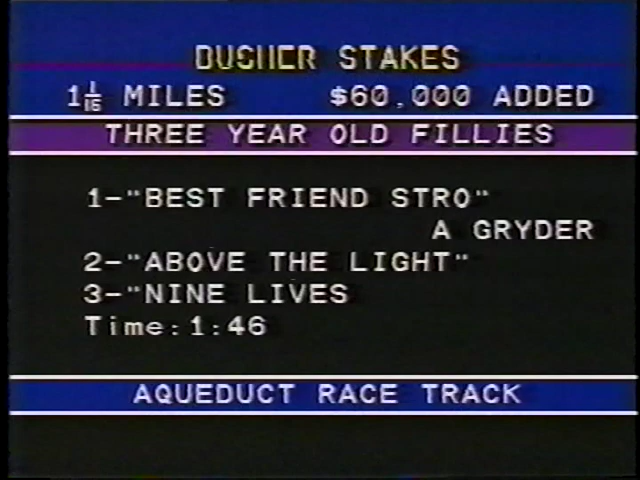 BUSHER STAKES
1 1/16 MILES $60,000 ADDED
THREE YEAR OLD FILLIES
1-"BEST FRIEND STRO"
A GRYDER
2-"ABOVE THE LIGHT"
3-"NINE LIVES
Time:1:46
AQUEDUCT RACE TRACK